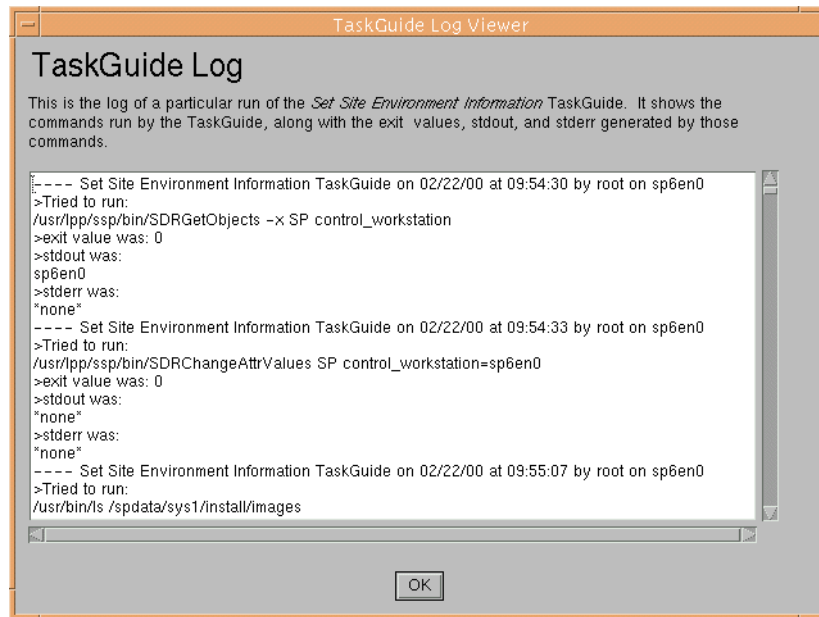 TaskGuide Log Viewer
TaskGuide Log
This is the log of a particular run of the Set Site Environment Information TaskGuide. It shows the
commands run by the TaskGuide, along with the exit values, stdout, and stderr generated by those
commands.
---- Set Site Environment Information TaskGuide on 02/22/00 at 09:54:30 by root on sp6en0
>Tried to run:
/usr/lpp/ssp/bin/SDRGetObjects -x SP control_workstation
>exit value was: 0
>stdout was:
sp6en0
>stderr was:
*none*
---- Set Site Environment Information TaskGuide on 02/22/00 at 09:54:33 by root on sp6en0
>Tried to run:
/usr/lpp/ssp/bin/SDRChangeAttrValues SP control_workstation=sp6en0
>exit value was: 0
>stdout was:
*none*
>stderr was:
*none*
---- Set Site Environment Information TaskGuide on 02/22/00 at 09:55:07 by root on sp6en0
>Tried to run:
/usr/bin/ls /spdata/sys1/install/images
OK